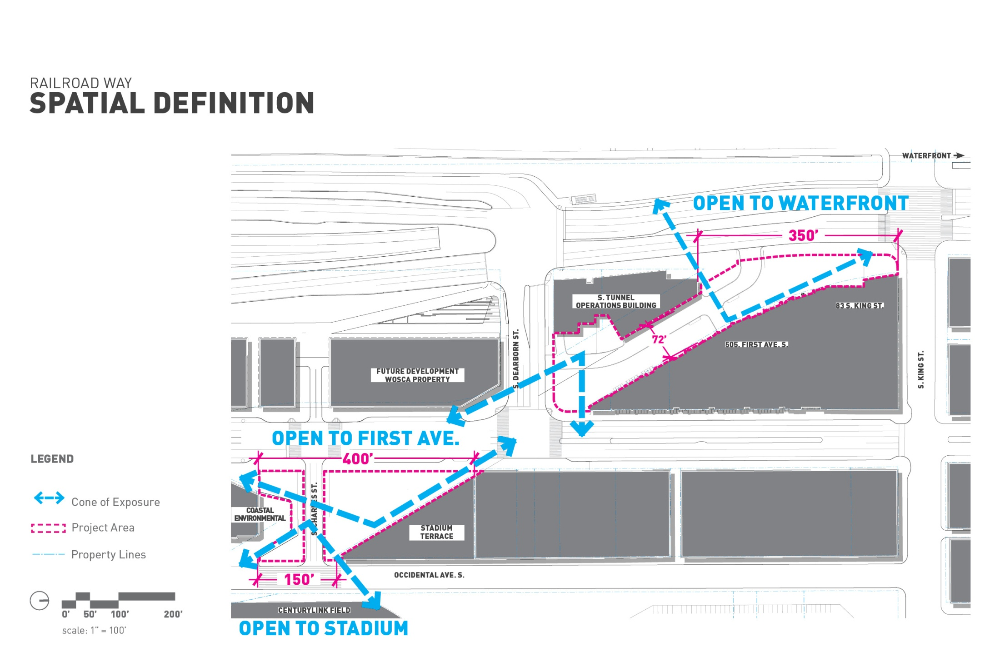 RAILROAD WAY
SPATIAL DEFINITION
WATERFRONT
OPEN TO WATERFRONT
350’
S. TUNNEL
OPERATIONS BUILDING
83 S. KING ST.
72’
505. FIRST AVE. S.
S. DEARBORN ST.
S. KING ST.
FUTURE DEVELOPMENT
WOSCA PROPERTY
OPEN TO FIRST AVE.
400’
S. CHARLES ST.
COASTAL
ENVIRONMENTAL
STADIUM
TERRACE
OCCIDENTAL AVE. S.
150’
CENTURYLINK FIELD
OPEN TO STADIUM
LEGEND
Cone of Exposure
Project Area
Property Lines
0’ 50’ 100’ 200’
scale: 1” = 100’